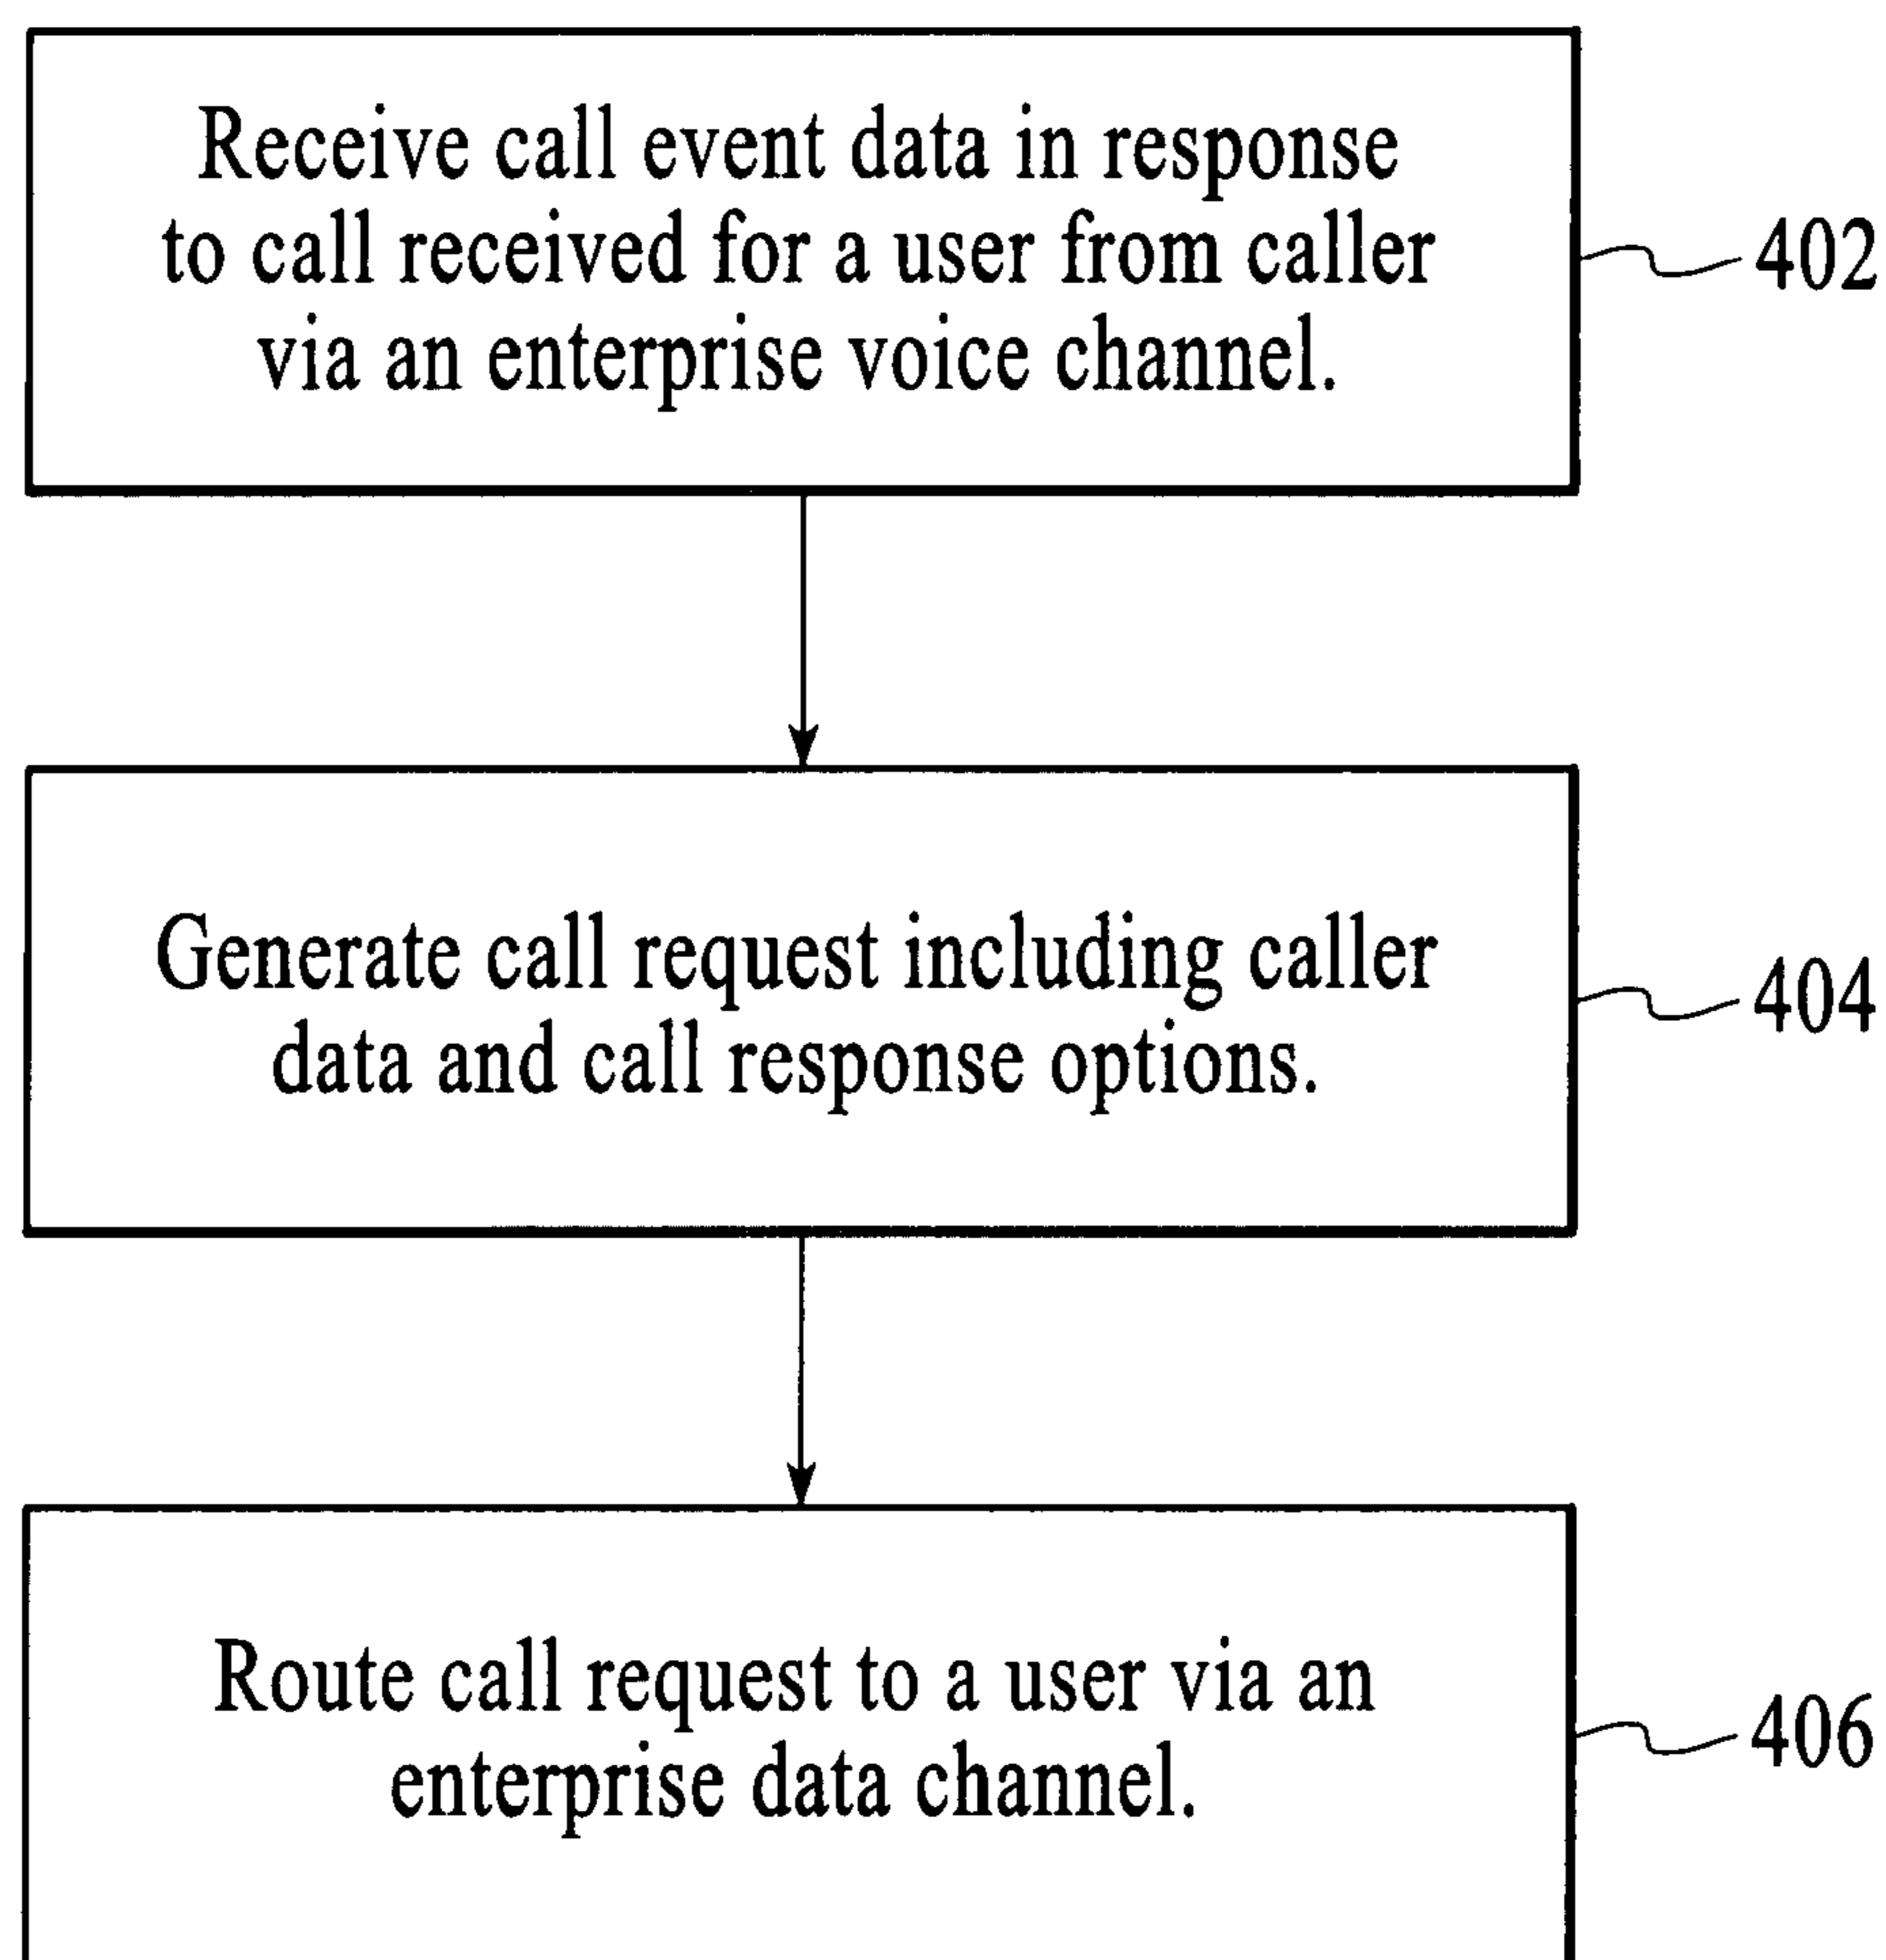 Receive call event data in response
to call received for a user from caller
via an enterprise voice channel.
402
Generate call request including caller
data and call response options.
404
Route call request to a user via an
enterprise data channel.
406